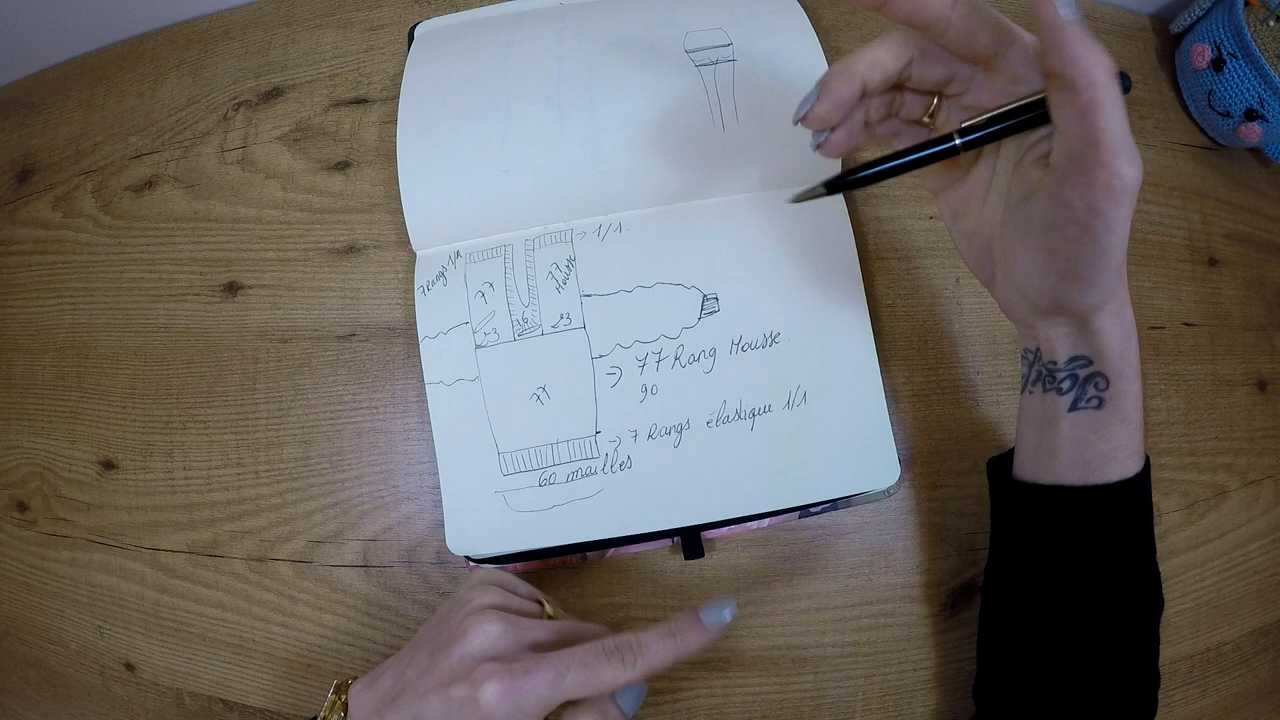 → 1/1.
7 Rangs 1/1
77
77 Mousse
23
16
23
→ 77 Rang Mousse.
90
77
→ 7 Rangs élastique 1/1
60 mailles